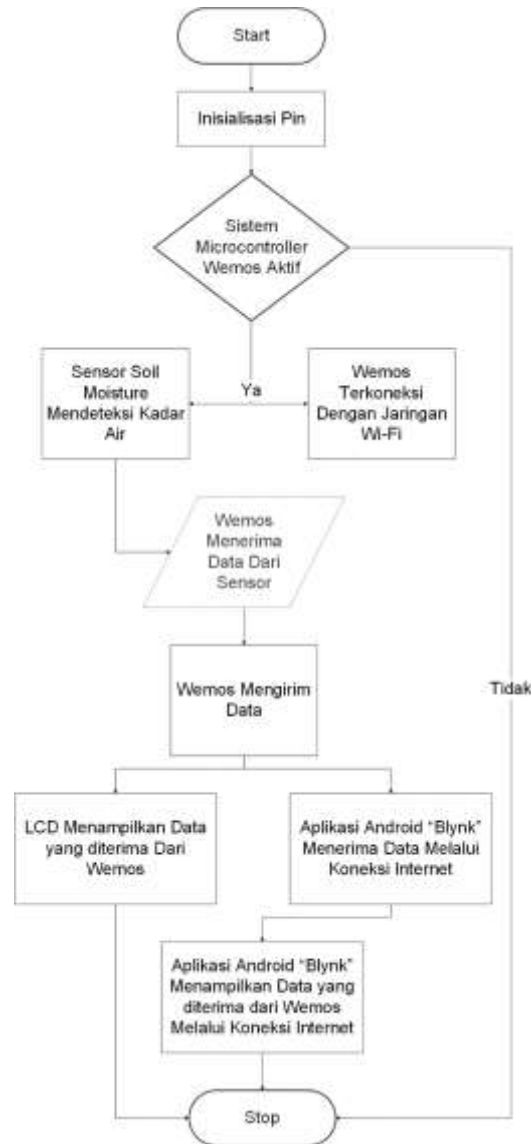 Start
Inisialisasi Pin
Sistem
Microcontroller
Wemos Aktif
Sensor Soil
Moisture
Mendeteksi Kadar
Air
Ya
Wemos
Terkoneksi
Dengan Jaringan
Wi-Fi
Wemos
Menerima
Data Dari
Sensor
Wemos Mengirim
Data
Tidak
LCD Menampilkan Data
yang diterima Dari
Wemos
Aplikasi Android “Blynk”
Menerima Data Melalui
Koneksi Internet
Aplikasi Android “Blynk”
Menampilkan Data yang
diterima dari Wemos
Melalui Koneksi Internet
Stop